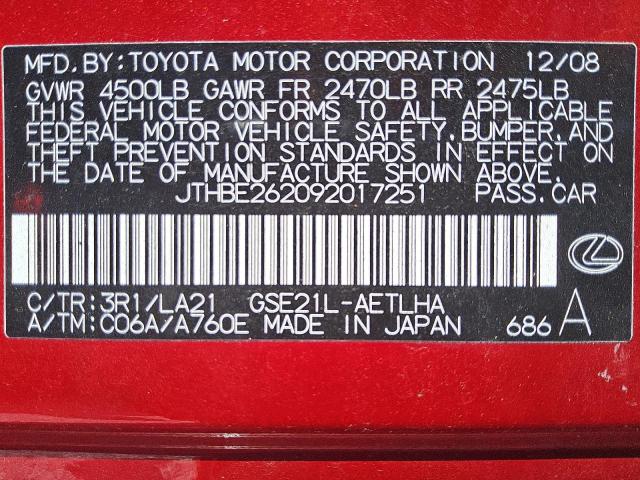 MFD. BY: TOYOTA MOTOR CORPORATION 12/08
GVWR 4500LB GAWR FR 2470LB RR 2475LB
THIS VEHICLE CONFORMS TO ALL APPLICABLE
FEDERAL MOTOR VEHICLE SAFETY, BUMPER, AND
THEFT PREVENTION STANDARDS IN EFFECT ON
THE DATE OF MANUFACTURE SHOWN ABOVE.
JTHBE262092017251 PASS. CAR
C/TR: 3R1/LA21 GSE21L-AETLHA
A/TM: C06A/A760E MADE IN JAPAN 686 A